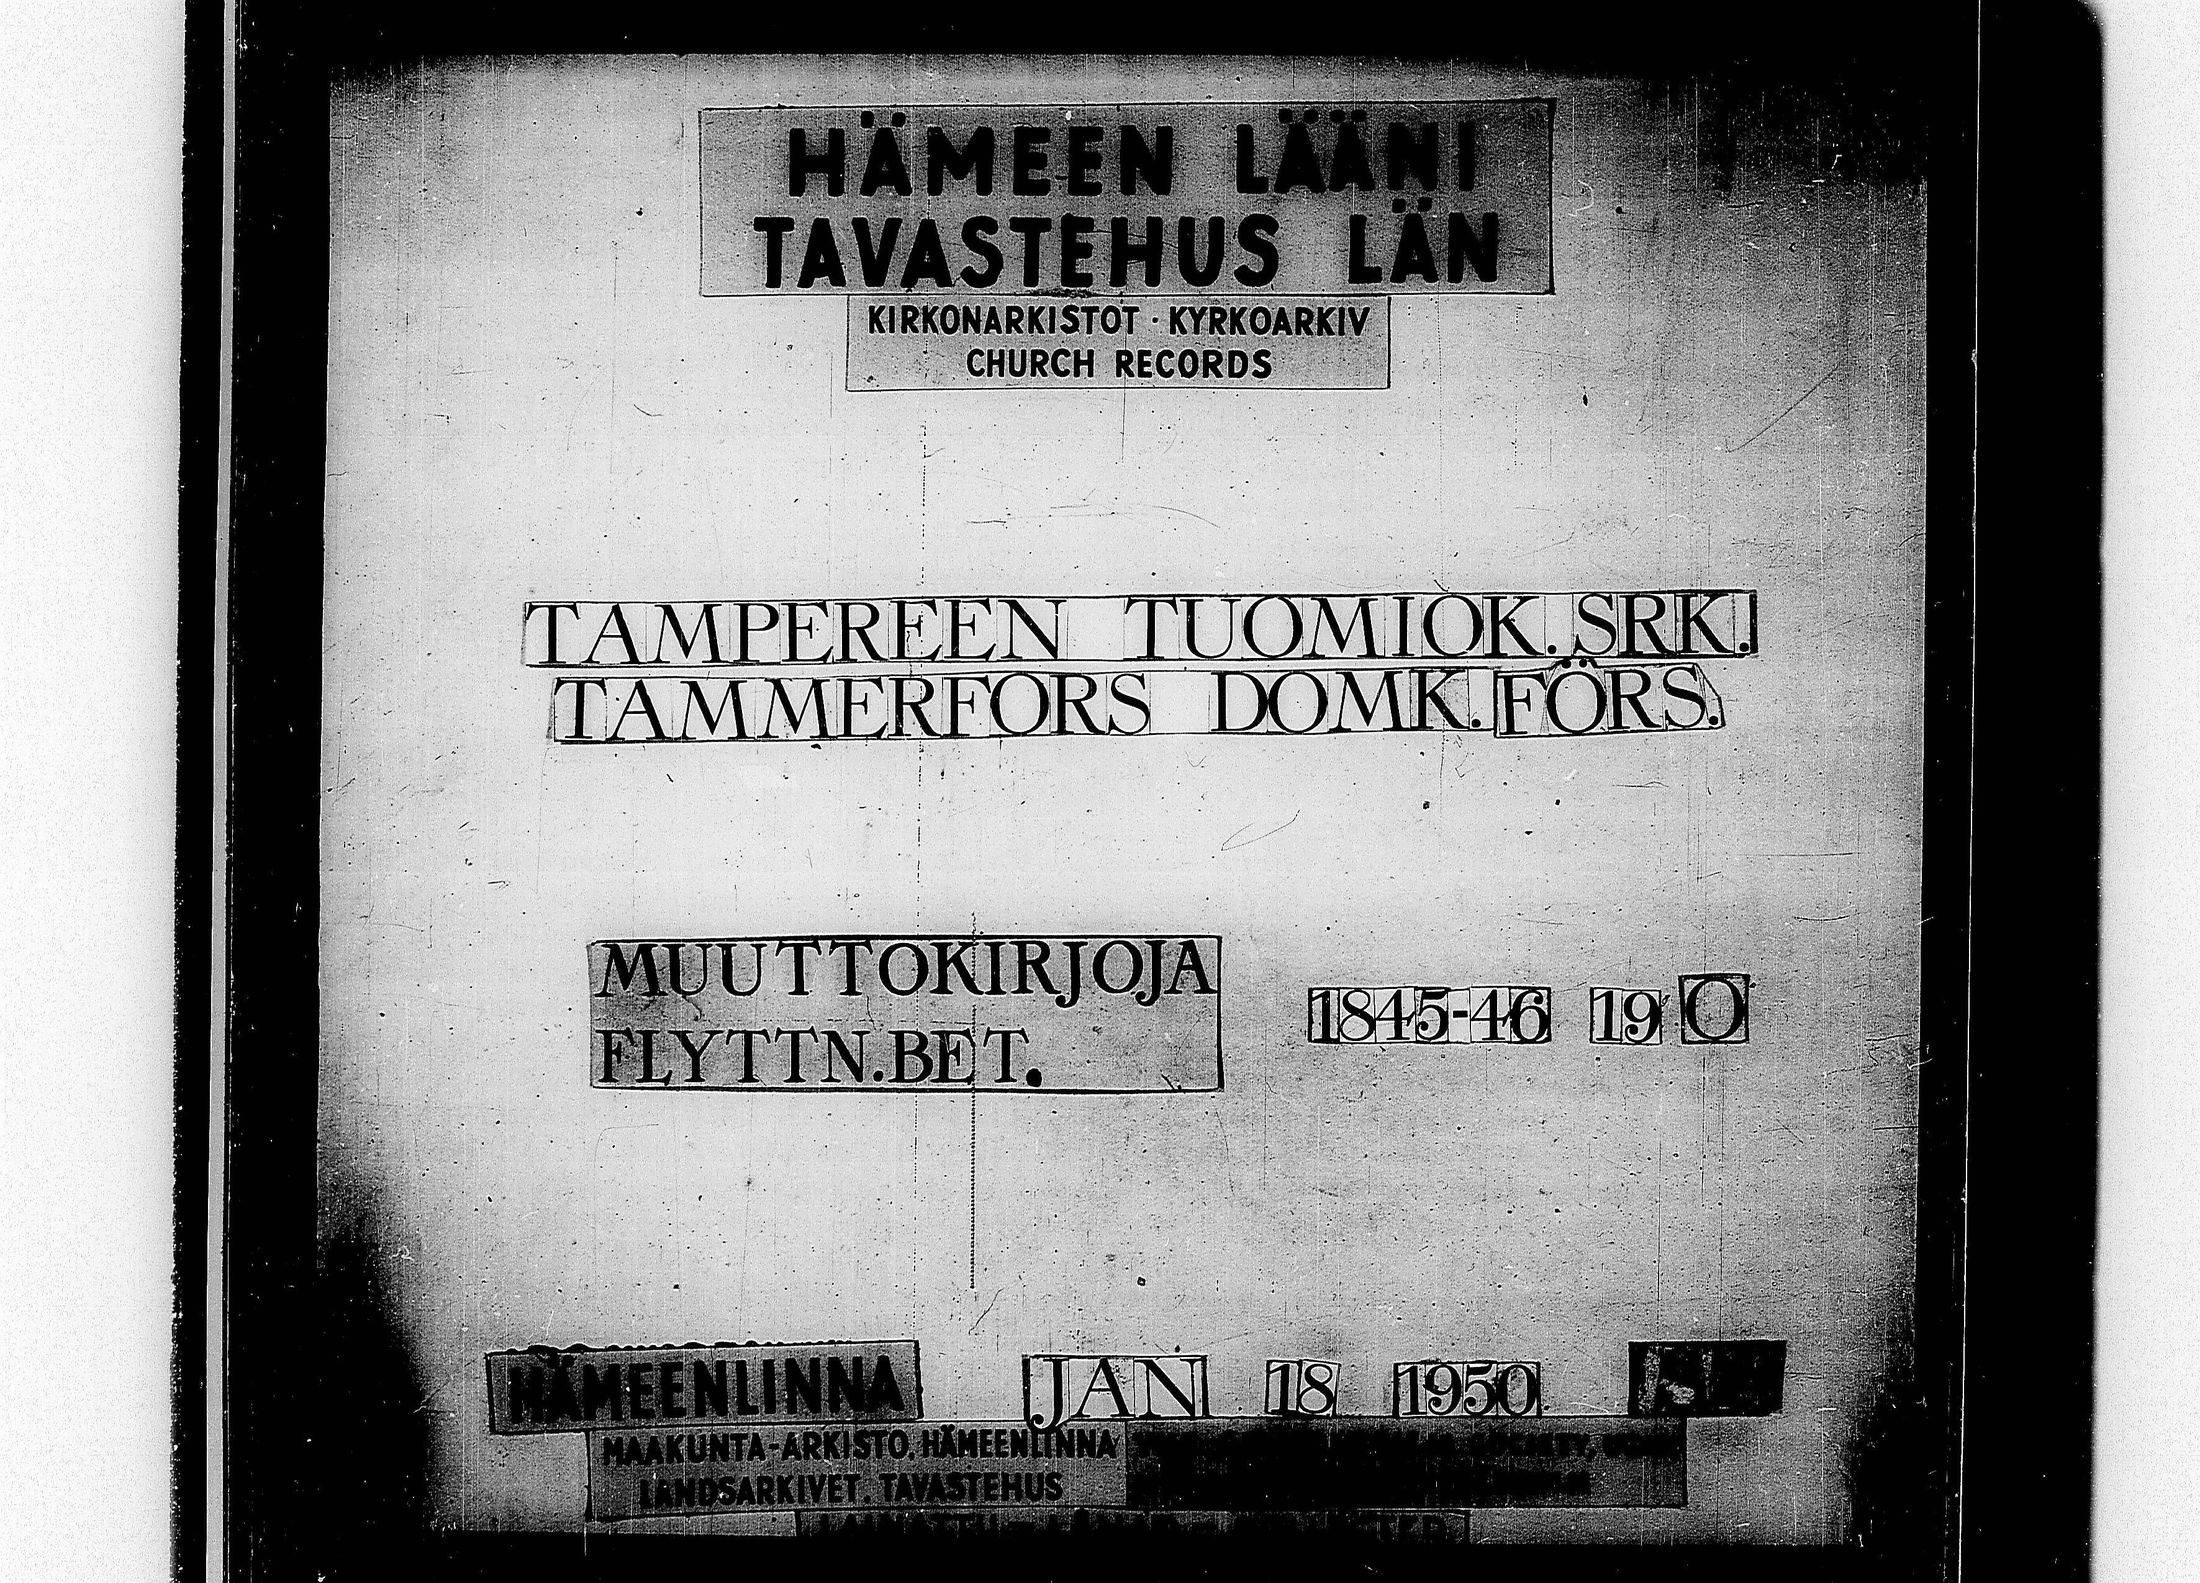 HÄMEEN LÄÄNI
TAVASTEHUS LÄN
KIRKONARKISTOT · KYRKOARKIV
CHURCH RECORDS
TAMPEREEN TUOMIOK. SRK.
TAMMERFORS DOMK. FÖRS.
MUUTTOKIRJOJA
FLYTTN.BET.
1845-46 19 O
HÄMEENLINNA JAN 18 1950
MAAKUNTA-ARKISTO, HÄMEENLINNA
LANDSARKIVET, TAVASTEHUS